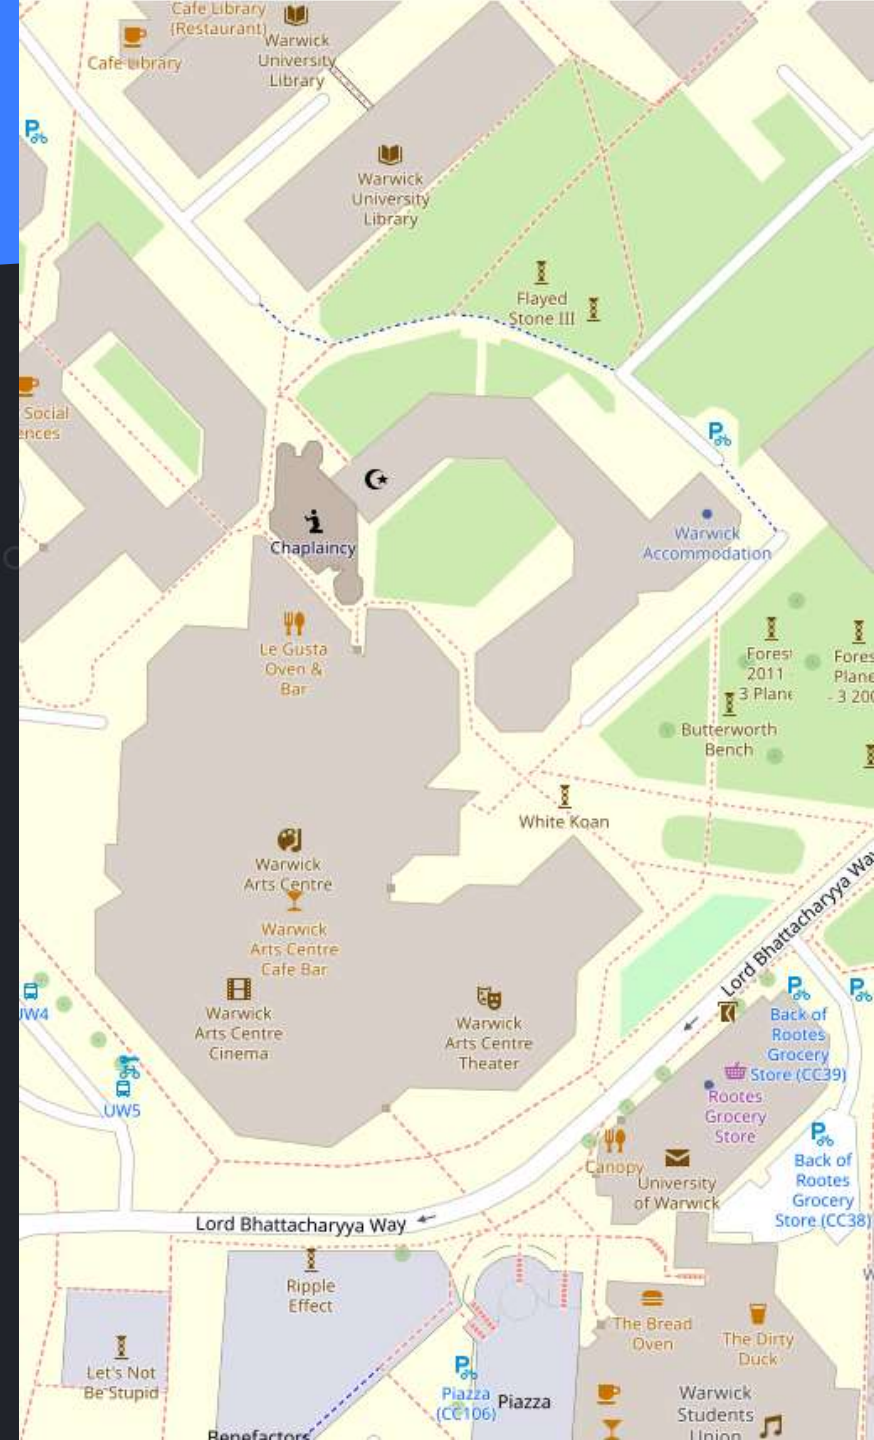 Cafe Library
(Restaurant)
Cafe Library
Warwick
University
Library
Warwick
University
Library
Flayed
Stone III
Social
ences
Chaplaincy
Warwick
Accommodation
Le Gusta
Oven &
Bar
Forest
2011 -
3 Plane
Fores
Plane
- 3 200
Butterworth
Bench
White Koan
Warwick
Arts Centre
Warwick
Arts Centre
Cafe Bar
Warwick
Arts Centre
Cinema
Warwick
Arts Centre
Theater
Lord Bhattacharyya Way
UW4
UW5
Back of
Rootes
Grocery
Store (CC39)
Rootes
Grocery
Store
Canopy
University
of Warwick
Back of
Rootes
Grocery
Store (CC38)
Lord Bhattacharyya Way
Ripple
Effect
The Bread
Oven
The Dirty
Duck
Let's Not
Be Stupid
Piazza
(CC106)
Piazza
Warwick
Students
Union
Benefactors